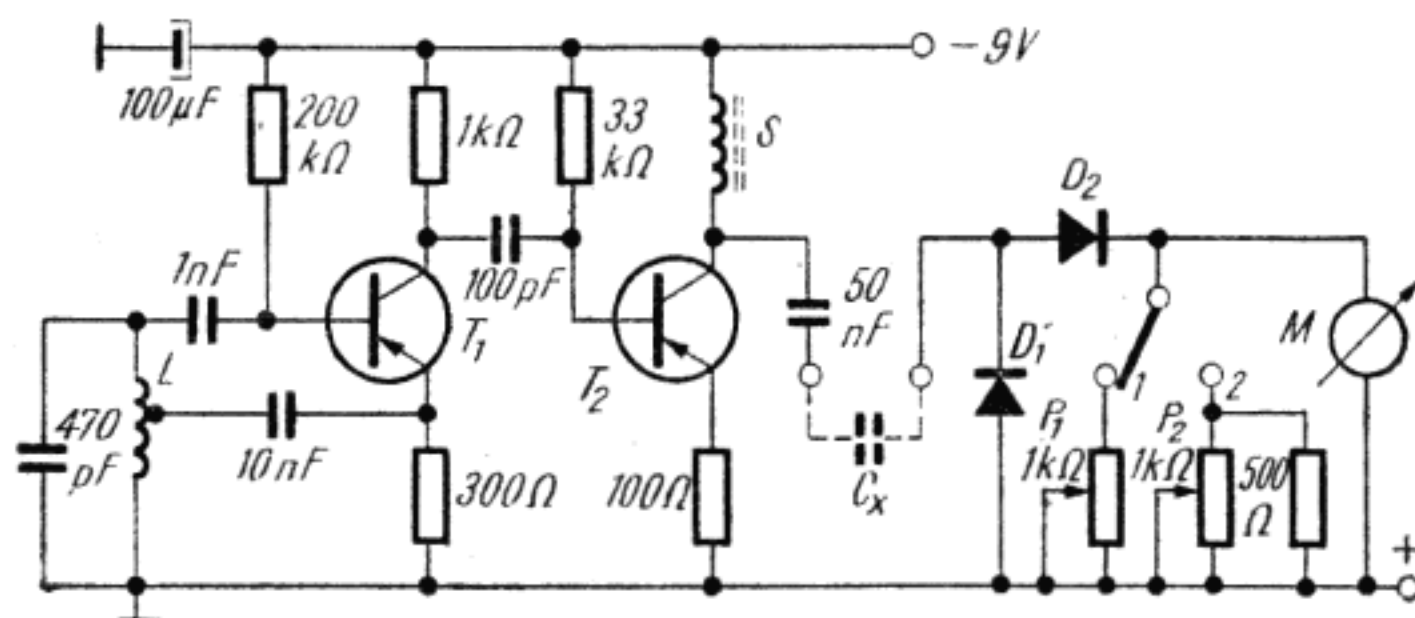 -9V
100µF
200 kΩ
1kΩ
33 kΩ
S
D₂
1nF
100pF
50 nF
T₁
T₂
D₁
M
L
470 pF
10nF
300Ω
100Ω
Cₓ
1
2
P₁
1kΩ
P₂
1kΩ
500 Ω
+